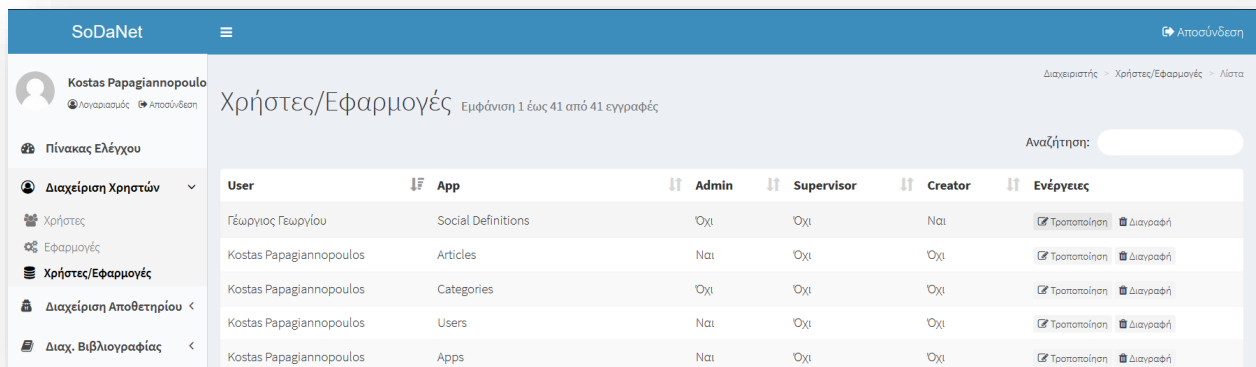 SoDaNet
Αποσύνδεση
Kostas Papagiannopoulo
Λογαριασμός Αποσύνδεση
Διαχειριστής > Χρήστες/Εφαρμογές > Λίστα
Χρήστες/Εφαρμογές Εμφάνιση 1 έως 41 από 41 εγγραφές
Αναζήτηση:
Πίνακας Ελέγχου
Διαχείριση Χρηστών
Χρήστες
Εφαρμογές
Χρήστες/Εφαρμογές
Διαχείριση Αποθετηρίου
Διαχ. Βιβλιογραφίας
User App Admin Supervisor Creator Ενέργειες
Γέωργιος Γεωργίου Social Definitions Όχι Όχι Ναι Τροποποίηση Διαγραφή
Kostas Papagiannopoulos Articles Ναι Όχι Όχι Τροποποίηση Διαγραφή
Kostas Papagiannopoulos Categories Όχι Όχι Όχι Τροποποίηση Διαγραφή
Kostas Papagiannopoulos Users Ναι Όχι Όχι Τροποποίηση Διαγραφή
Kostas Papagiannopoulos Apps Ναι Όχι Όχι Τροποποίηση Διαγραφή